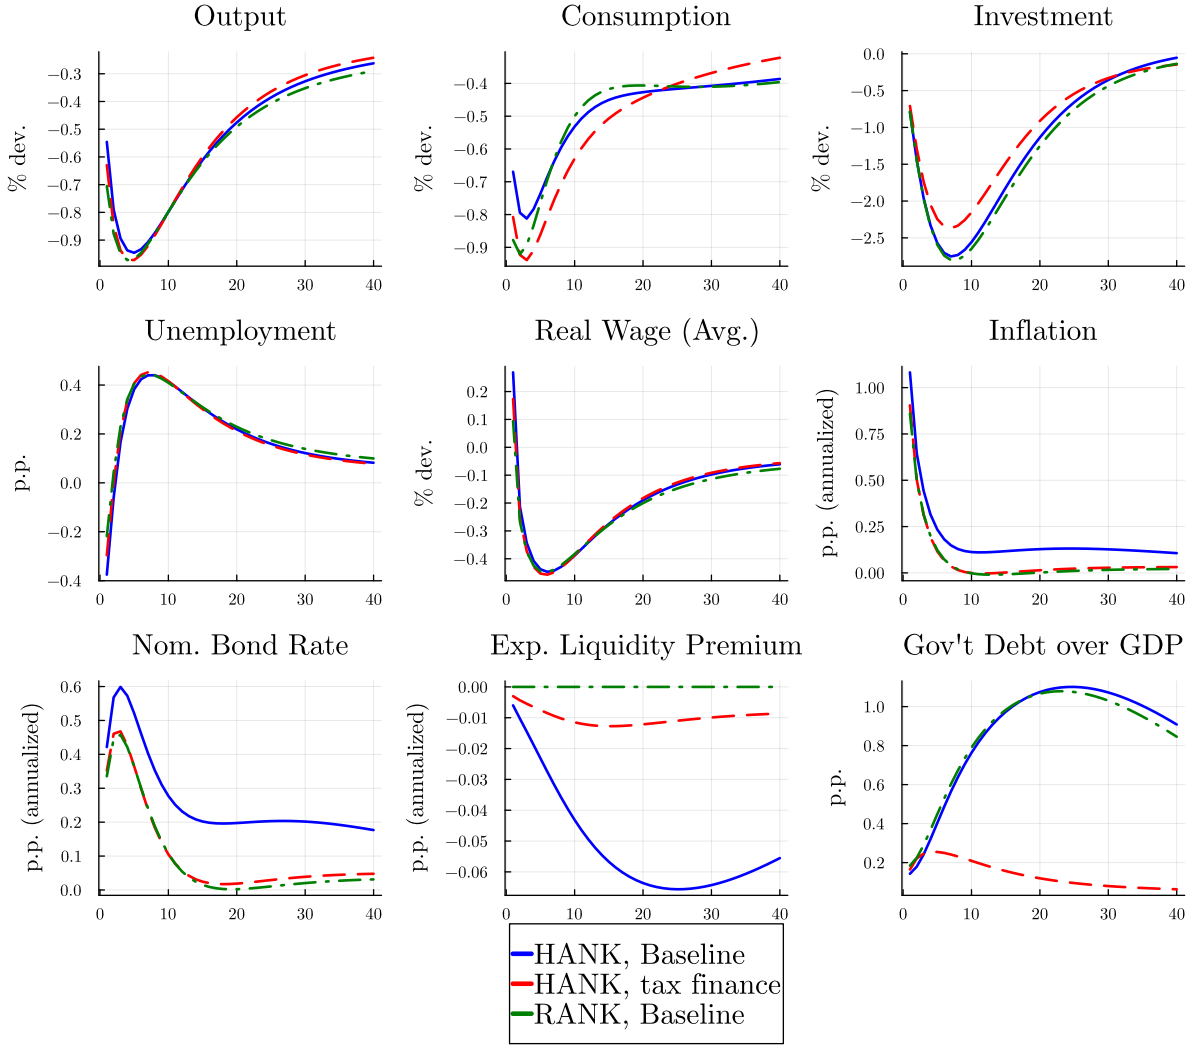 Output
Consumption
Investment
% dev.
−0.3
−0.4
−0.5
−0.6
−0.7
−0.8
−0.9
0 10 20 30 40
% dev.
−0.4
−0.5
−0.6
−0.7
−0.8
−0.9
0 10 20 30 40
% dev.
0.0
−0.5
−1.0
−1.5
−2.0
−2.5
0 10 20 30 40
Unemployment
Real Wage (Avg.)
Inflation
p.p.
0.4
0.2
0.0
−0.2
−0.4
0 10 20 30 40
% dev.
0.2
0.1
0.0
−0.1
−0.2
−0.3
−0.4
0 10 20 30 40
p.p. (annualized)
1.00
0.75
0.50
0.25
0.00
0 10 20 30 40
Nom. Bond Rate
Exp. Liquidity Premium
Gov't Debt over GDP
p.p. (annualized)
0.6
0.5
0.4
0.3
0.2
0.1
0.0
0 10 20 30 40
p.p. (annualized)
0.00
−0.01
−0.02
−0.03
−0.04
−0.05
−0.06
0 10 20 30 40
p.p.
1.0
0.8
0.6
0.4
0.2
0 10 20 30 40
HANK, Baseline
HANK, tax finance
RANK, Baseline